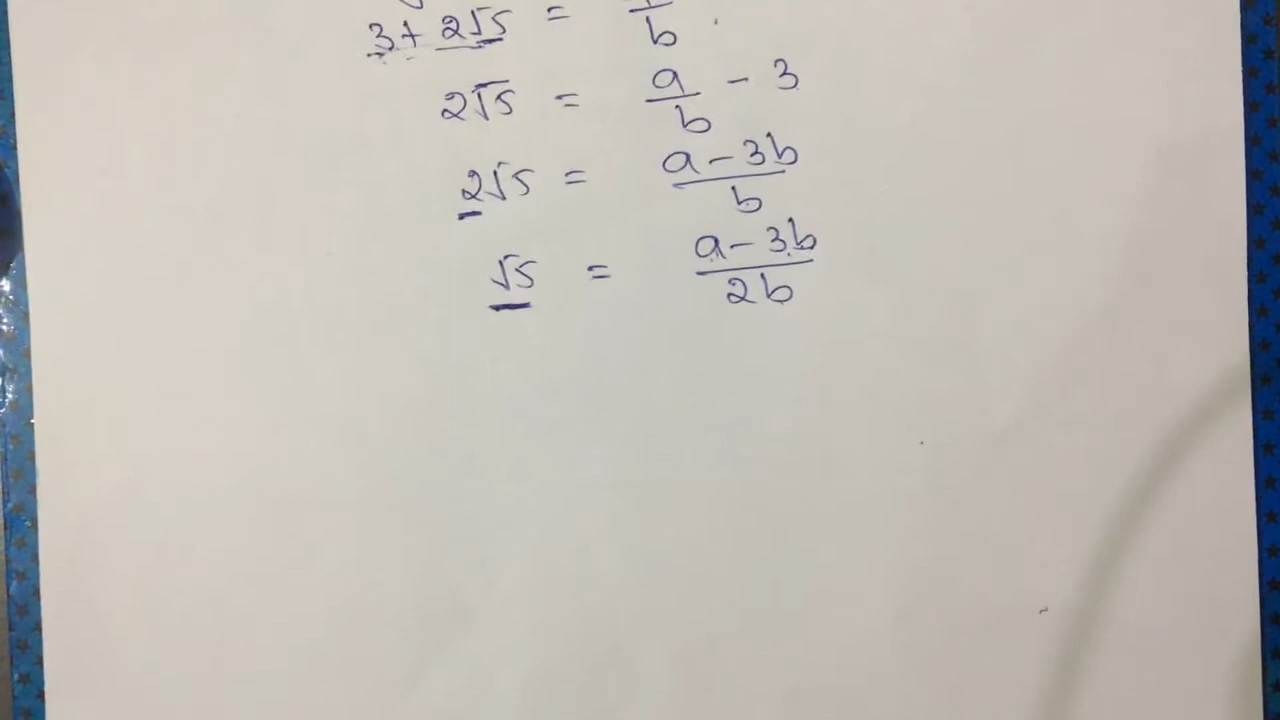 3 + 2√5 = /b
2√5 = a/b - 3
2√5 = (a - 3b)/b
√5 = (a - 3b)/2b